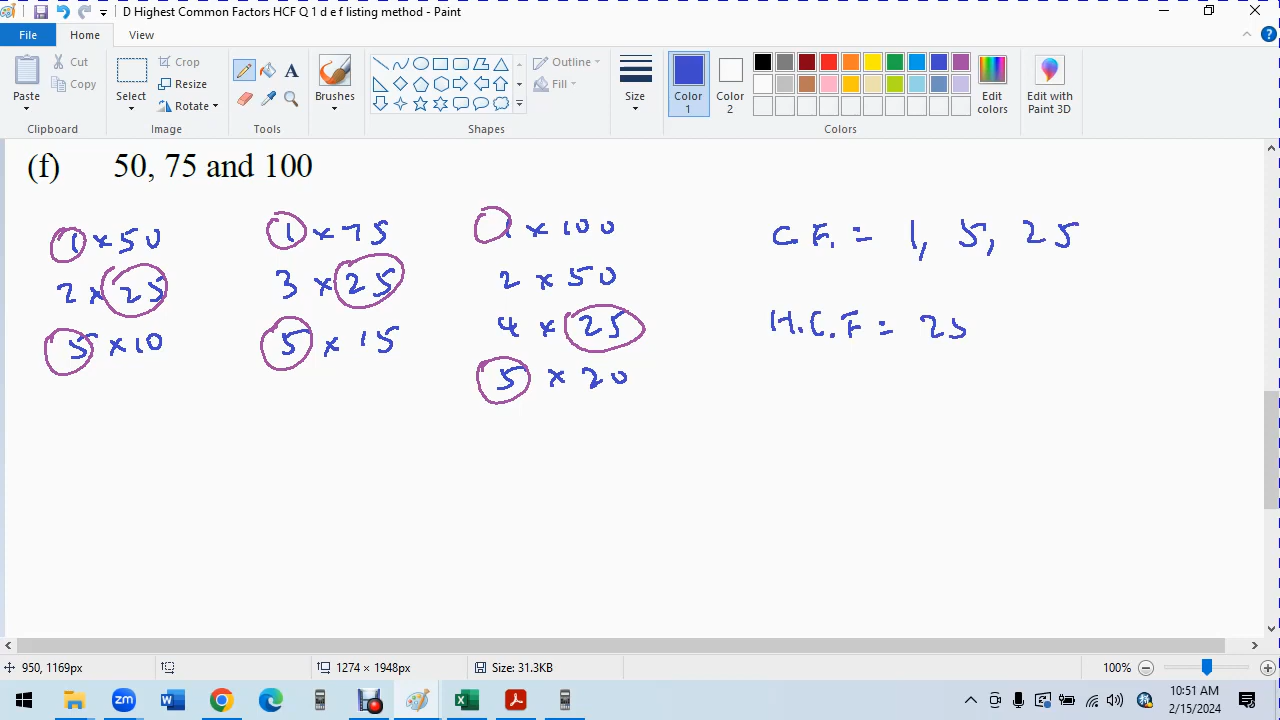 D Highest Common Factors HCF Q 1 d e f listing method - Paint
File Home View
Paste Cut Copy Clipboard
Select Crop Resize Rotate Image
A Tools
Brushes
Outline Fill Shapes
Size
Color 1 Color 2 Edit colors Colors
Edit with Paint 3D
(f) 50, 75 and 100
1 × 50
2 × 25
5 × 10
1 × 75
3 × 25
5 × 15
1 × 100
2 × 50
4 × 25
5 × 20
C.F. = 1, 5, 25
H.C.F = 25
950, 1169px 1274 × 1948px Size: 31.3KB 100%
zm
10:51 AM
2/15/2024